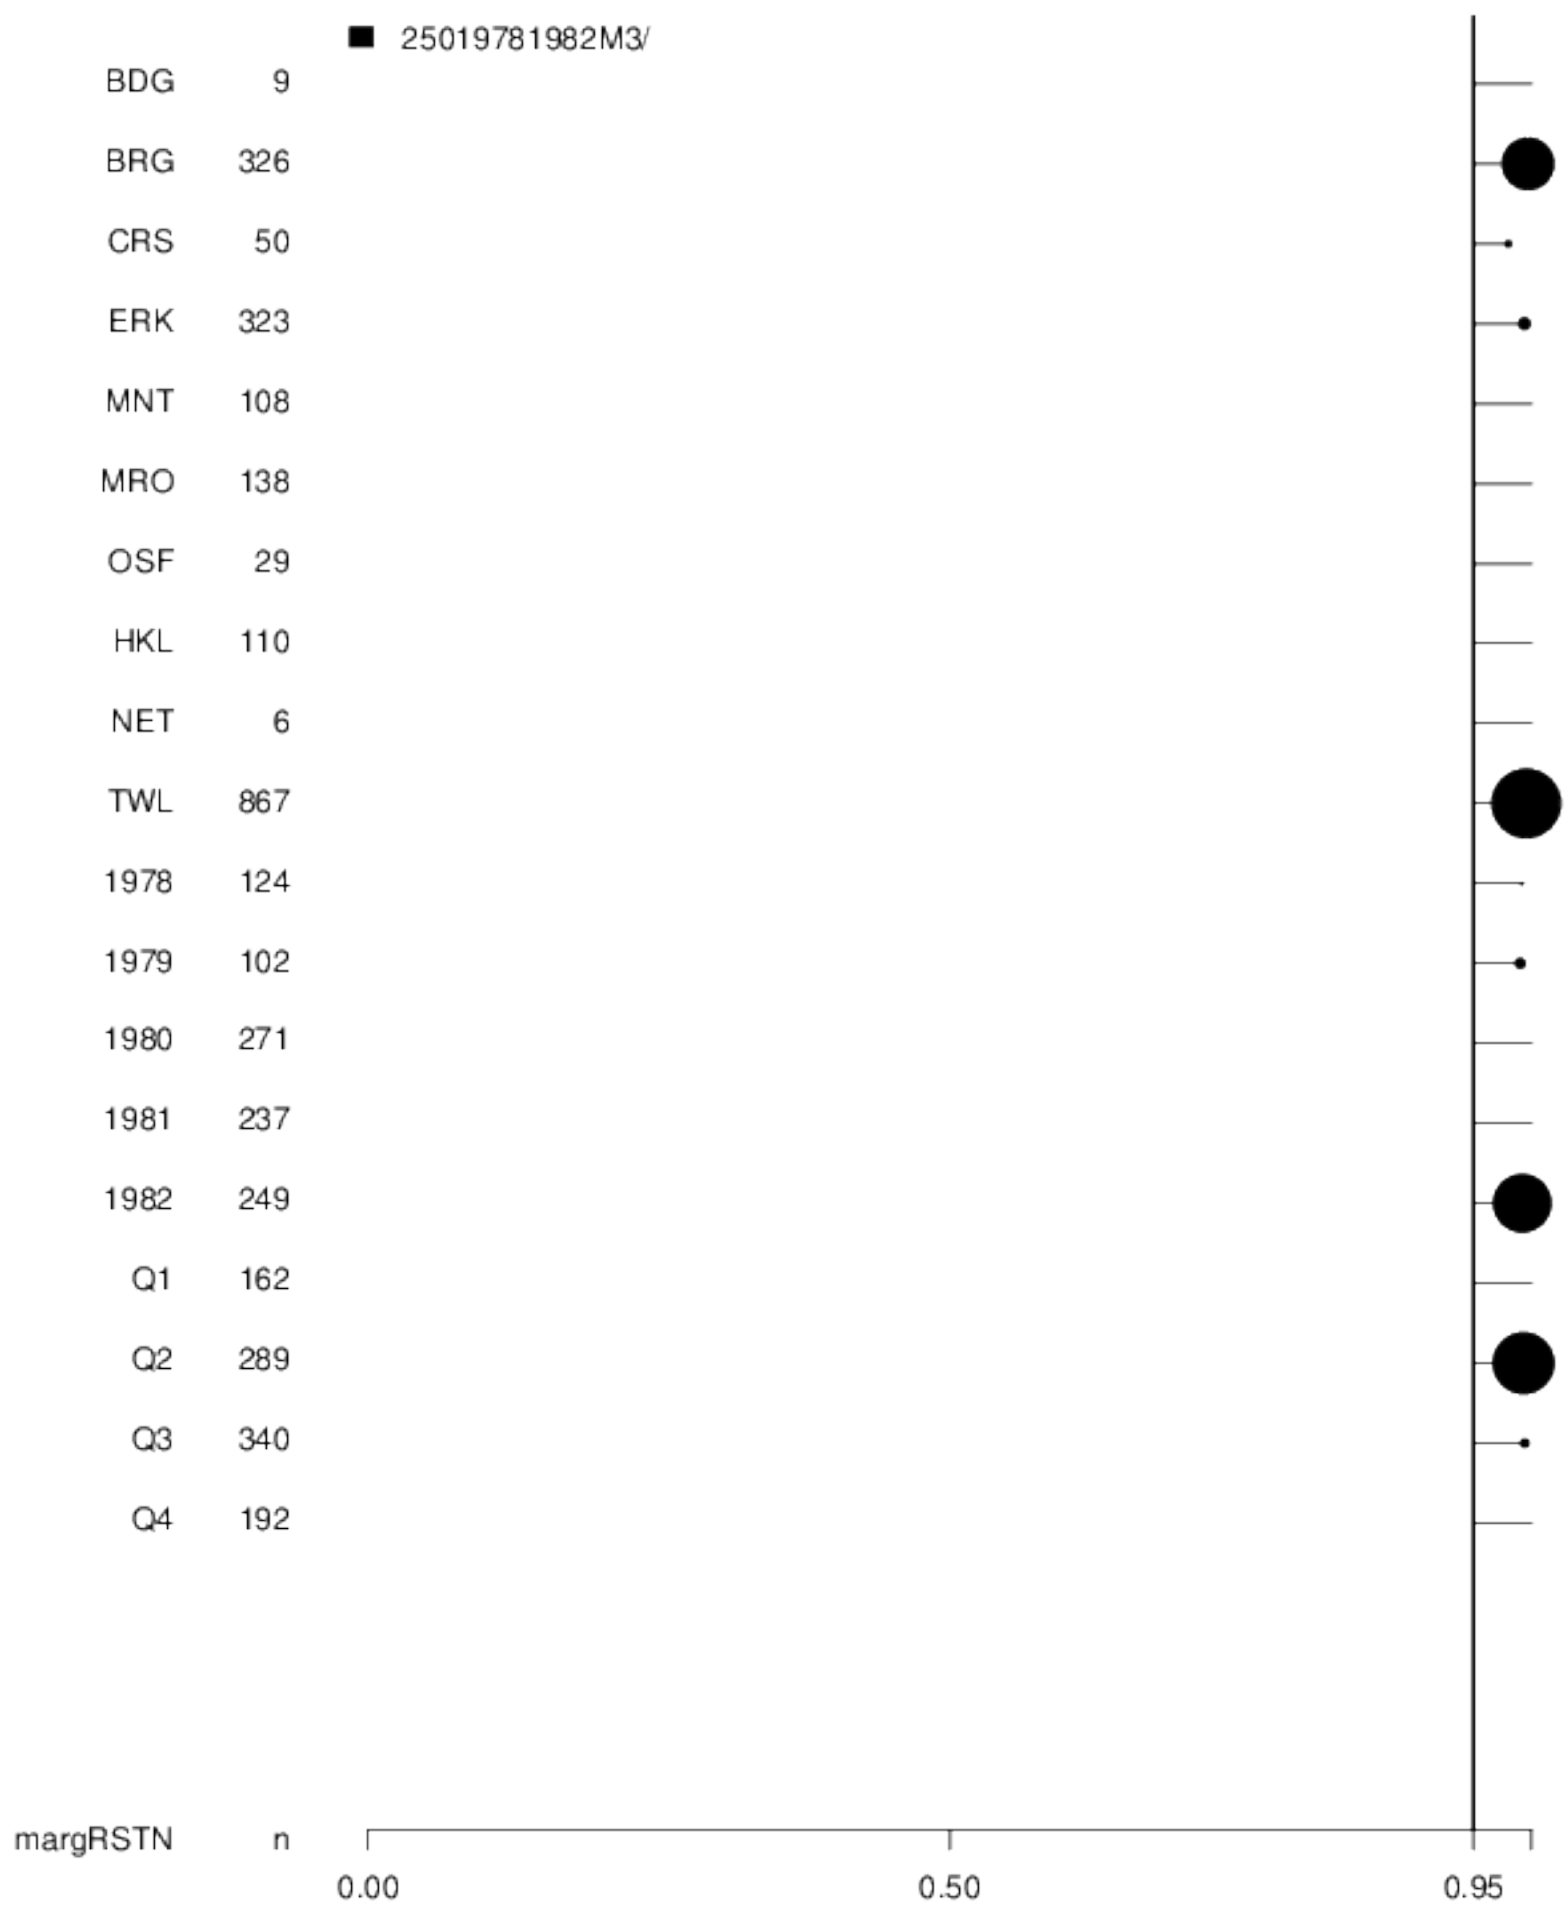 25019781982M3/
BDG 9
BRG 326
CRS 50
ERK 323
MNT 108
MRO 138
OSF 29
HKL 110
NET 6
TWL 867
1978 124
1979 102
1980 271
1981 237
1982 249
Q1 162
Q2 289
Q3 340
Q4 192
margRSTN n
0.00 0.50 0.95